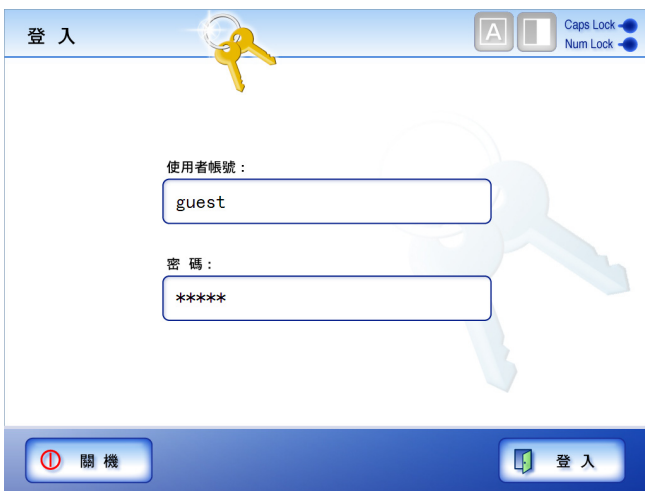 登 入
A
Caps Lock
Num Lock
使用者帳號：
guest
密 碼：
*****
關 機
登 入